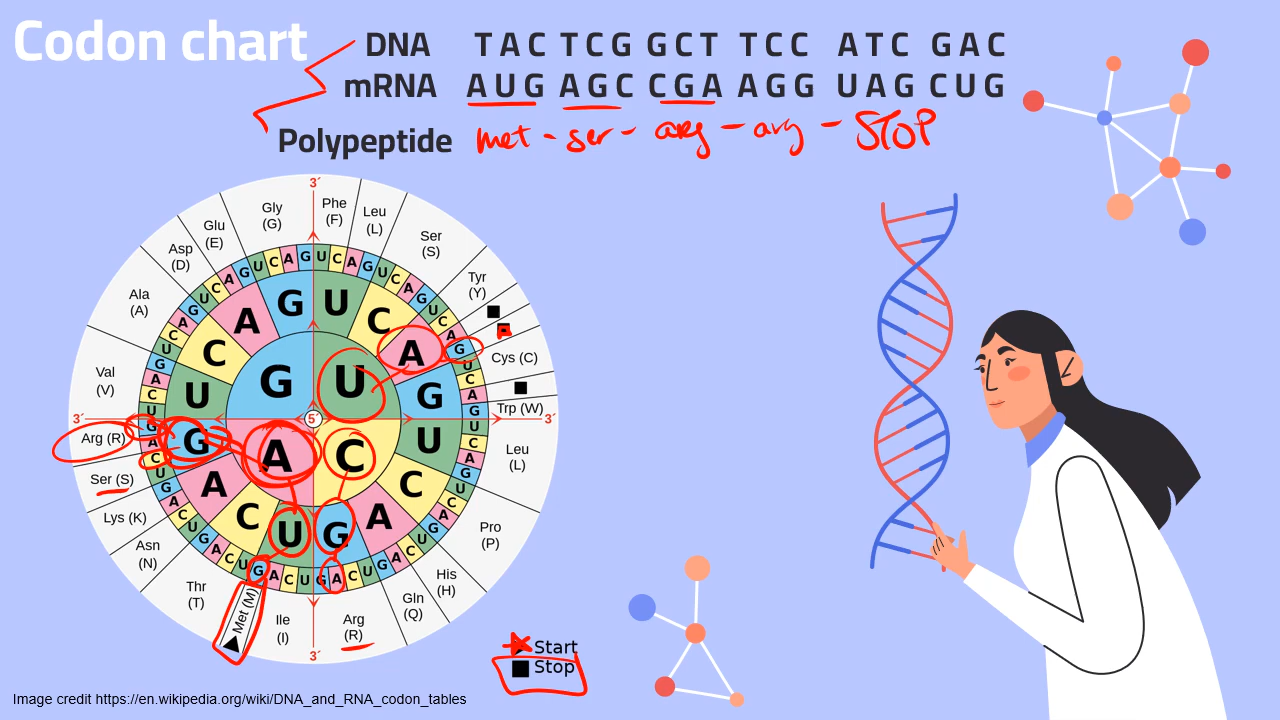 Codon chart
DNA TAC TCG GCT TCC ATC GAC
mRNA AUG AGC CGA AGG UAG CUG
Polypeptide met - ser - arg - arg - STOP
3′
Gly
(G)
Phe
(F)
Leu
(L)
Glu
(E)
Ser
(S)
Asp
(D)
Tyr
(Y)
Ala
(A)
Cys (C)
Val
(V)
Trp (W)
G U C A
U C A G
U C A G
U C A G
U C A G
G U
A C
5′
3′
3′
Arg (R)
Leu
(L)
Ser (S)
Lys (K)
Pro
(P)
Asn
(N)
His
(H)
Thr
(T)
Gln
(Q)
Met (M)
Ile
(I)
Arg
(R)
3′
Start
Stop
Image credit https://en.wikipedia.org/wiki/DNA_and_RNA_codon_tables